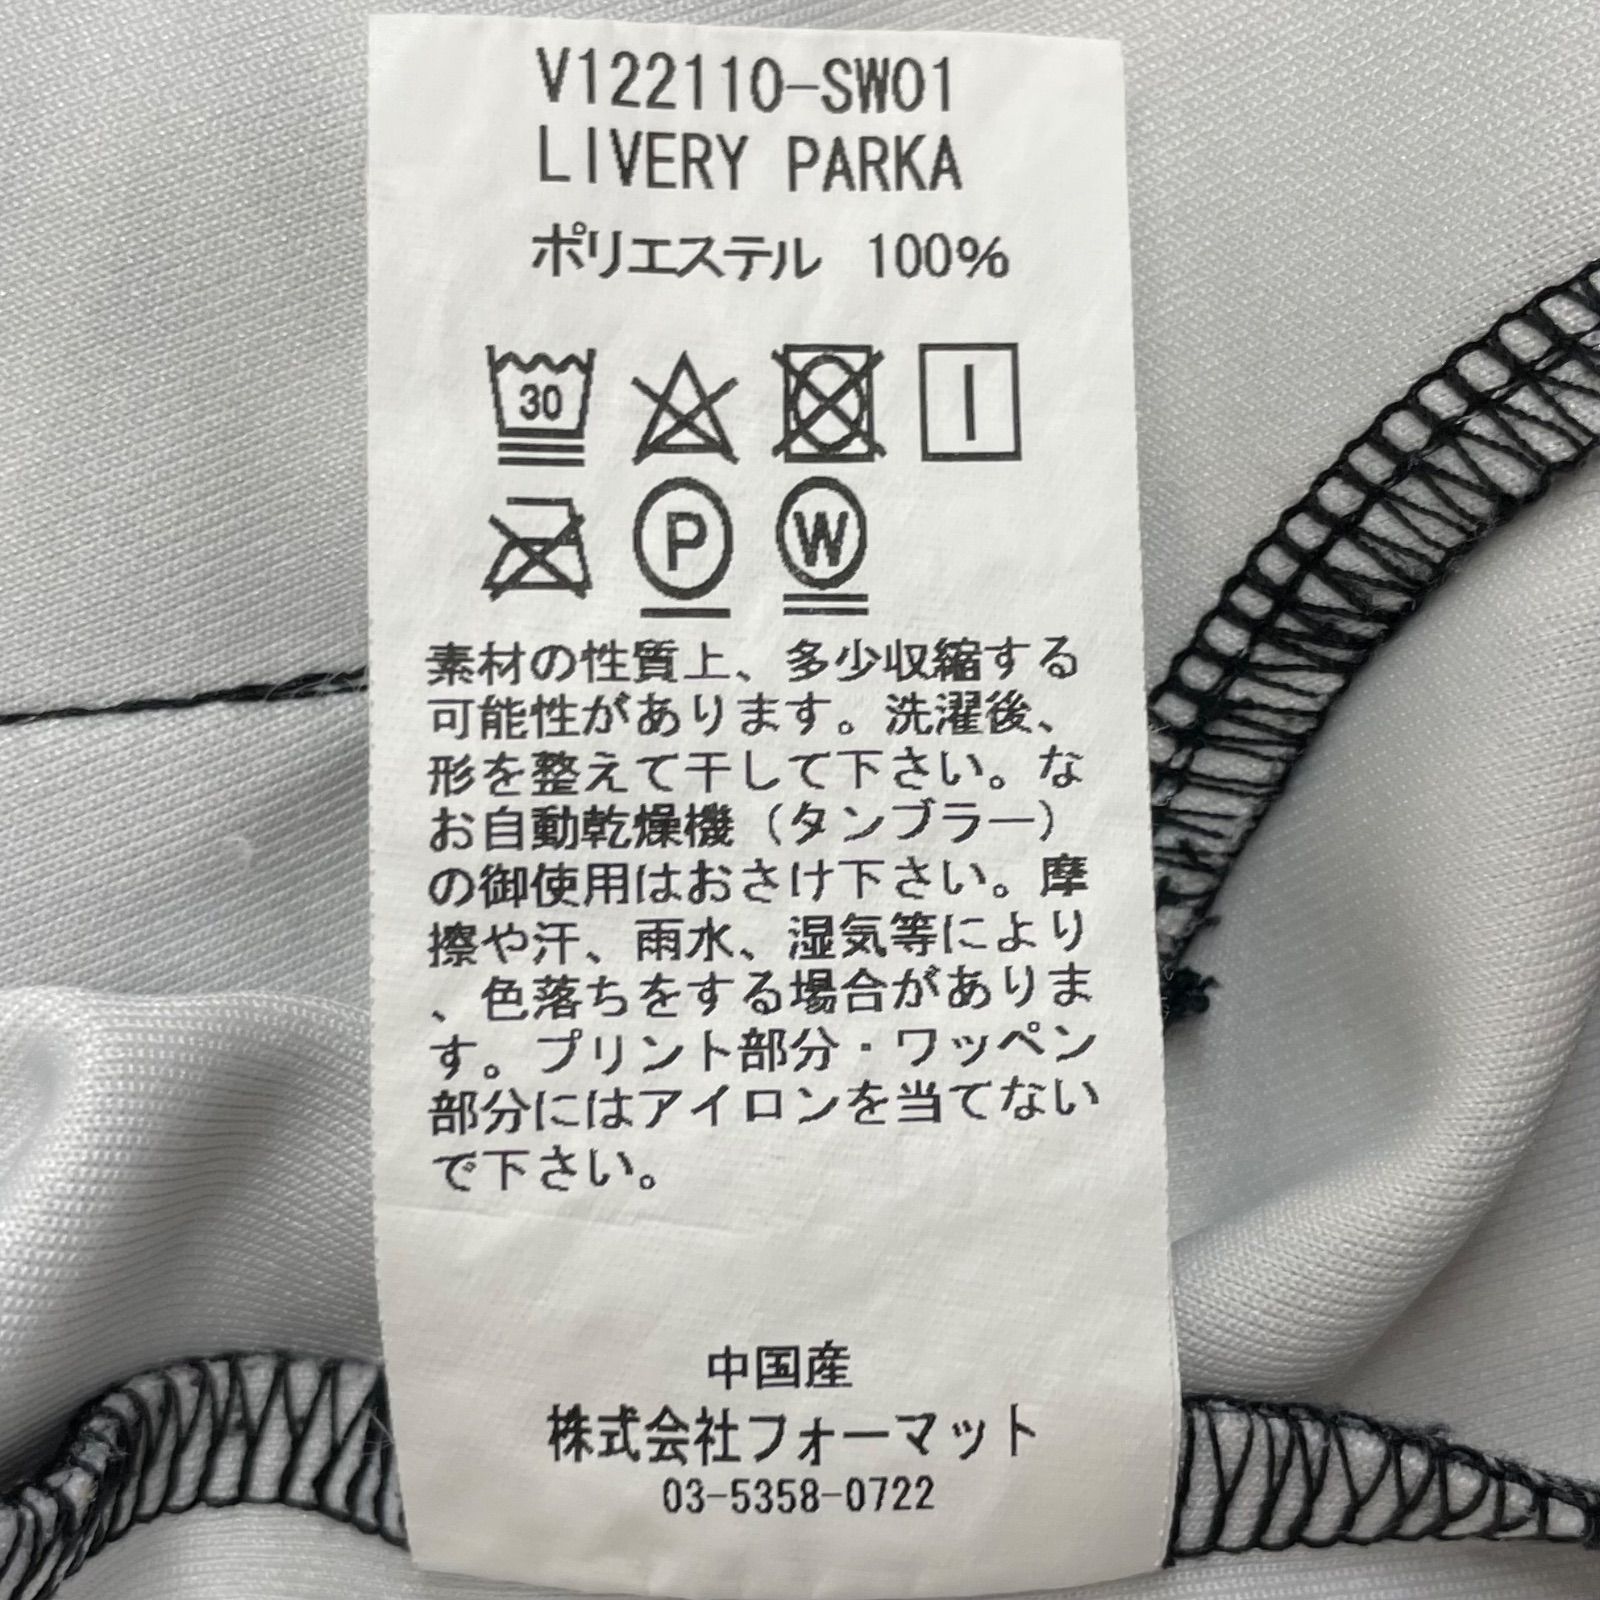 V122110-SW01
LIVERY PARKA
ポリエステル 100%
30
P W
素材の性質上、多少収縮する
可能性があります。洗濯後、
形を整えて干して下さい。な
お自動乾燥機（タンブラー）
の御使用はおさけ下さい。摩
擦や汗、雨水、湿気等により
、色落ちをする場合がありま
す。プリント部分・ワッペン
部分にはアイロンを当てない
で下さい。
中国産
株式会社フォーマット
03-5358-0722